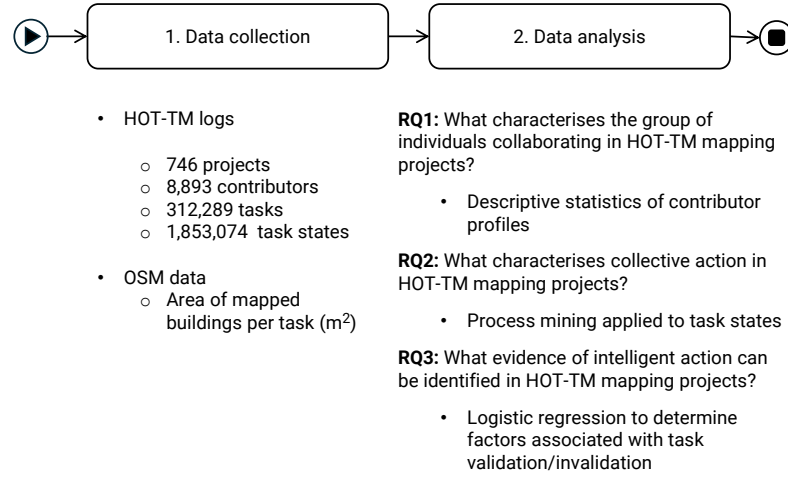 1. Data collection
2. Data analysis
• HOT-TM logs
o 746 projects
o 8,893 contributors
o 312,289 tasks
o 1,853,074 task states
• OSM data
o Area of mapped
buildings per task (m²)
RQ1: What characterises the group of
individuals collaborating in HOT-TM mapping
projects?
• Descriptive statistics of contributor
profiles
RQ2: What characterises collective action in
HOT-TM mapping projects?
• Process mining applied to task states
RQ3: What evidence of intelligent action can
be identified in HOT-TM mapping projects?
• Logistic regression to determine
factors associated with task
validation/invalidation